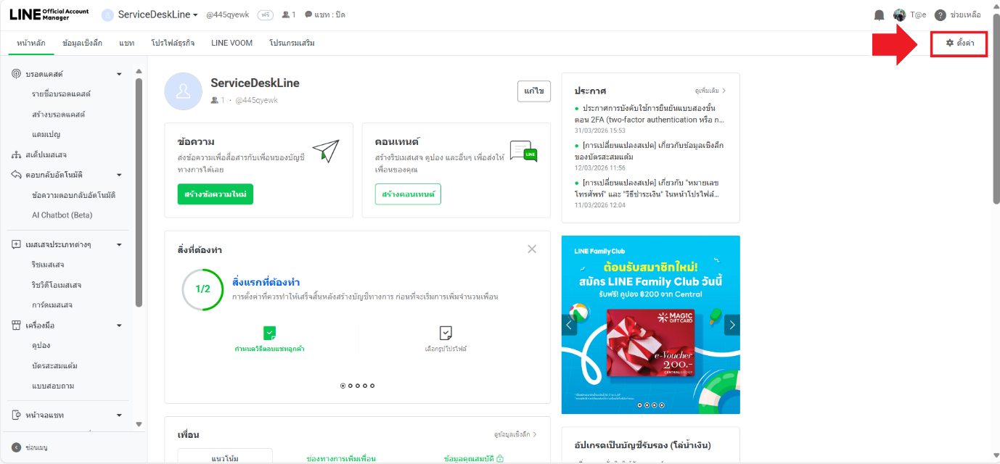 LINE Official Account Manager
ServiceDeskLine
@445qyewk
ฟรี
1
แชท : ปิด
T@e
ช่วยเหลือ
หน้าหลัก
ข้อมูลเชิงลึก
แชท
โปรไฟล์ธุรกิจ
LINE VOOM
โปรแกรมเสริม
ตั้งค่า
บรอดแคสต์
รายชื่อบรอดแคสต์
สร้างบรอดแคสต์
แคมเปญ
สเต็ปเมสเสจ
ตอบกลับอัตโนมัติ
ข้อความตอบกลับอัตโนมัติ
AI Chatbot (Beta)
เมสเสจประเภทต่างๆ
ริชเมสเสจ
ริชวิดีโอเมสเสจ
การ์ดเมสเสจ
เครื่องมือ
คูปอง
บัตรสะสมแต้ม
แบบสอบถาม
หน้าจอแชท
ซ่อนเมนู
ServiceDeskLine
1 · @445qyewk
แก้ไข
ข้อความ
ส่งข้อความเพื่อสื่อสารกับเพื่อนของบัญชี
ทางการได้เลย
สร้างข้อความใหม่
คอนเทนต์
สร้างริชเมสเสจ คูปอง และอื่นๆ เพื่อส่งให้
เพื่อนของคุณ
LINE
สร้างคอนเทนต์
สิ่งที่ต้องทำ
1/2
สิ่งแรกที่ต้องทำ
การตั้งค่าที่ควรทำให้เสร็จสิ้นหลังสร้างบัญชีทางการ ก่อนที่จะเริ่มการเพิ่มจำนวนเพื่อน
กำหนดวิธีตอบแชทลูกค้า
เลือกรูปโปรไฟล์
เพื่อน
ดูข้อมูลเชิงลึก
แนวโน้ม
ช่องทางการเพิ่มเพื่อน
ข้อมูลคุณสมบัติ
ประกาศ
ดูเพิ่มเติม
ประกาศการบังคับใช้การยืนยันแบบสองขั้น
ตอน 2FA (two-factor authentication หรือ ก...
31/03/2026 15:53
[การเปลี่ยนแปลงสเปค] เกี่ยวกับข้อมูลเชิงลึก
ของบัตรสะสมแต้ม
12/03/2026 11:56
[การเปลี่ยนแปลงสเปค] เกี่ยวกับ "หมายเลข
โทรศัพท์" และ "วิธีชำระเงิน" ในหน้าโปรไฟล์...
11/03/2026 12:04
LINE Family Club
ต้อนรับสมาชิกใหม่!
สมัคร LINE Family Club วันนี้
รับฟรี! คูปอง ฿200 จาก Central
MAGIC
GIFT CARD
e-Voucher
200.-
CENTRALGROUP
อัปเกรดเป็นบัญชีรับรอง (โล่น้ำเงิน)